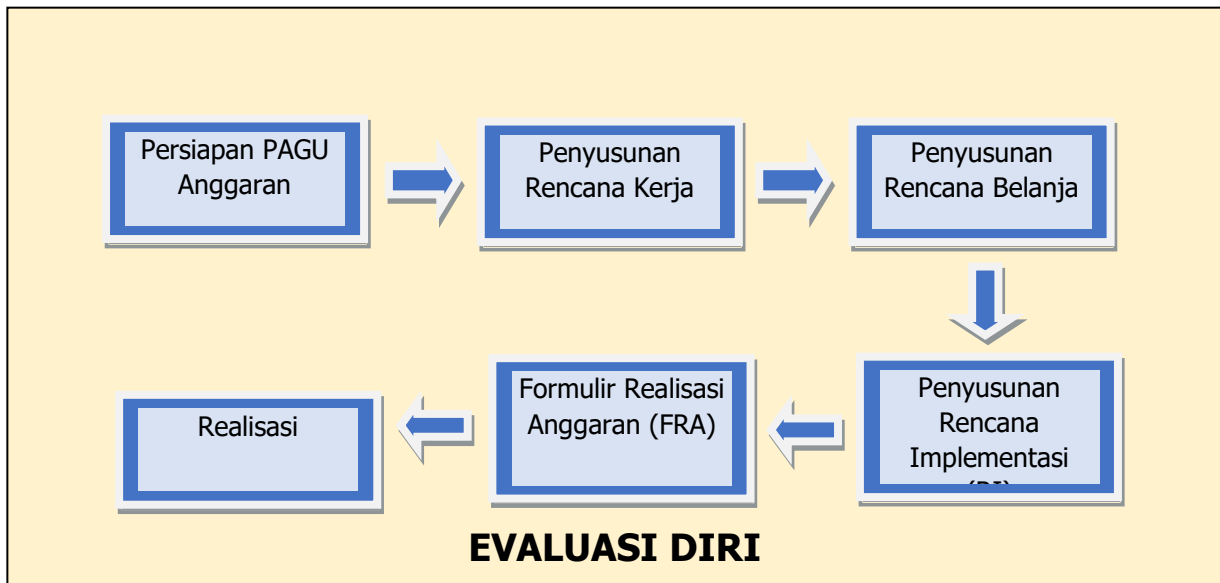 Persiapan PAGU
Anggaran
Penyusunan
Rencana Kerja
Penyusunan
Rencana Belanja
Penyusunan
Rencana
Implementasi
Formulir Realisasi
Anggaran (FRA)
Realisasi
EVALUASI DIRI